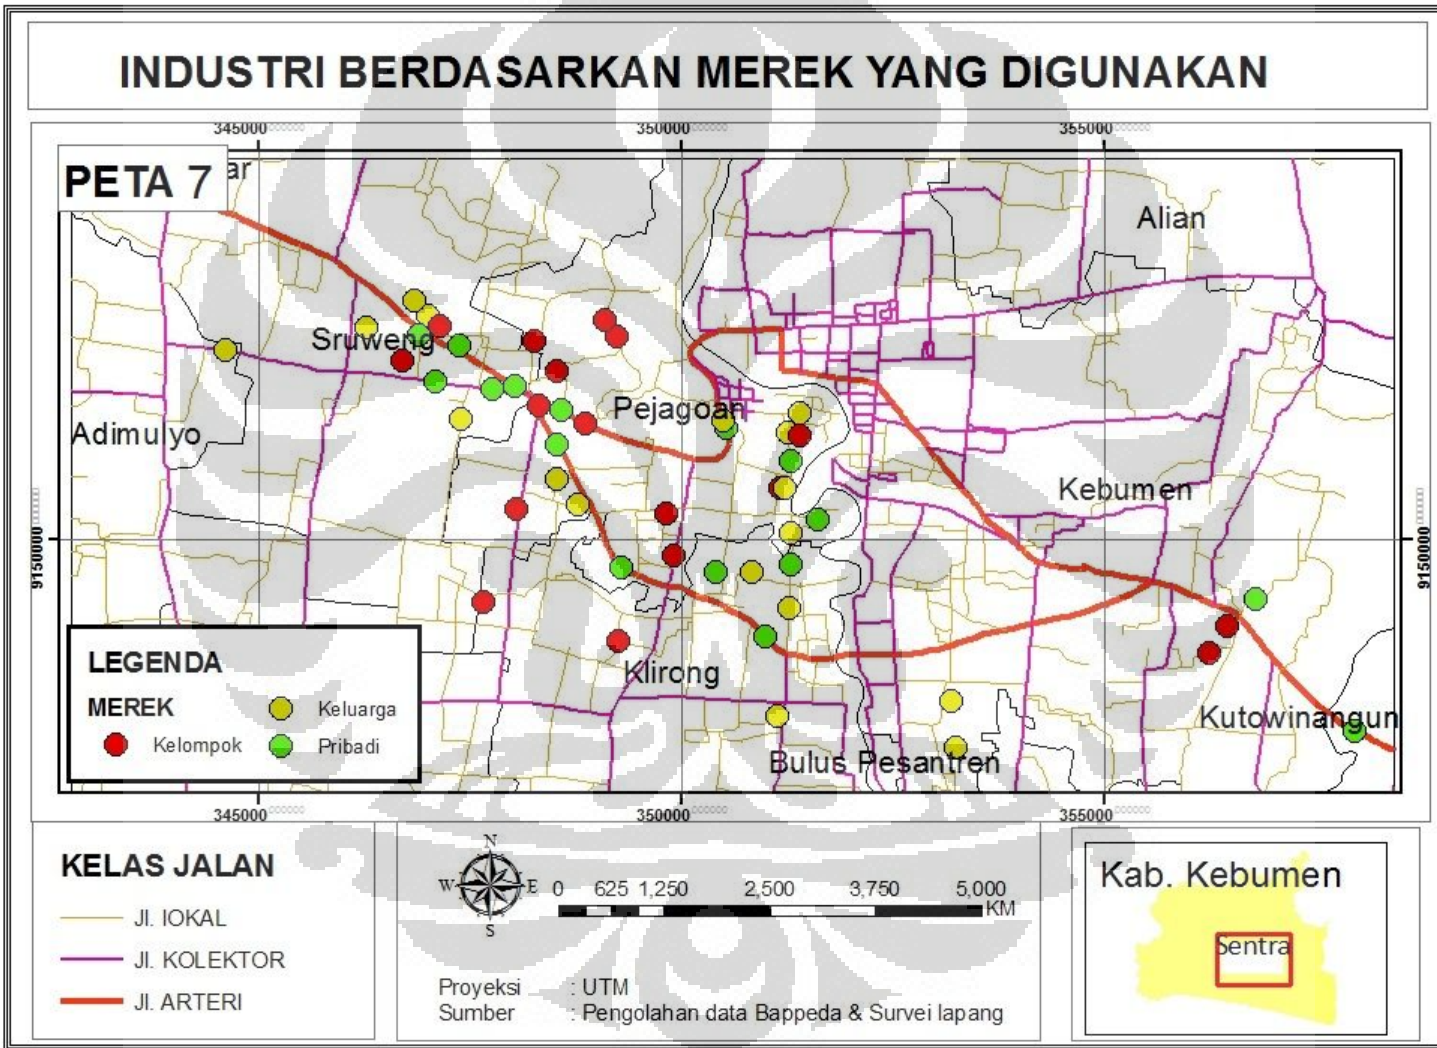 INDUSTRI BERDASARKAN MEREK YANG DIGUNAKAN
345000 350000 355000
PETA 7
ar
Alian
Sruweng
Pejagoan
Adimulyo
Kebumen
9150000 9150000
Klirong
Kutowinangun
Bulus Pesantren
LEGENDA
MEREK
Keluarga
Kelompok
Pribadi
345000 350000 355000
KELAS JALAN
Jl. lOKAL
Jl. KOLEKTOR
Jl. ARTERI
N
W E
S
0 625 1,250 2,500 3,750 5,000
KM
Proyeksi : UTM
Sumber : Pengolahan data Bappeda & Survei lapang
Kab. Kebumen
Sentra